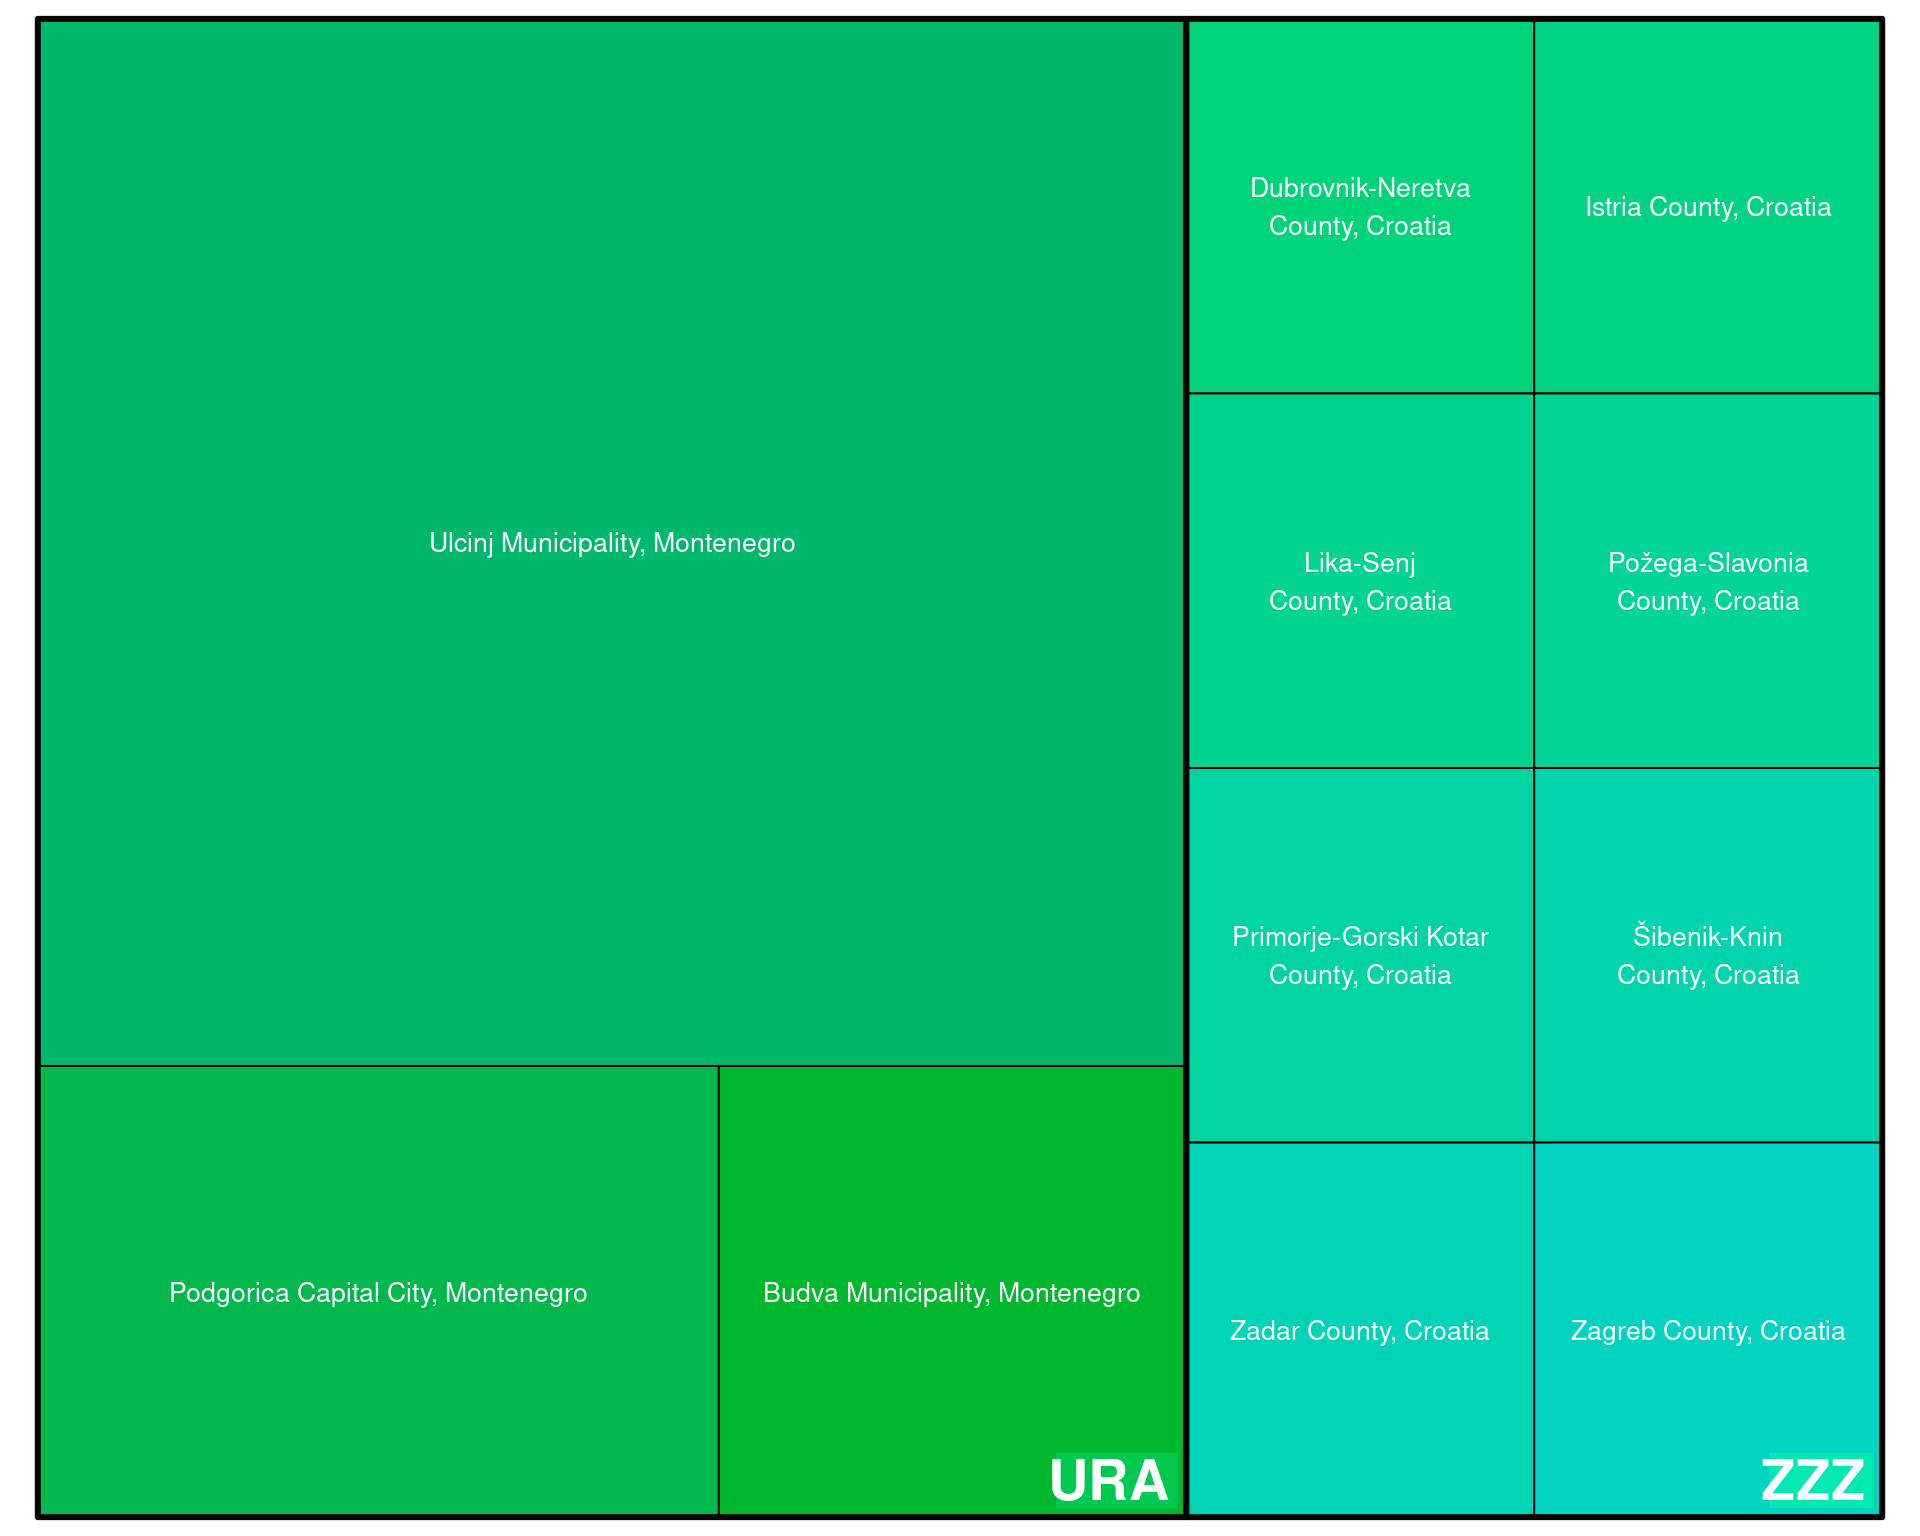 Ulcinj Municipality, Montenegro
Podgorica Capital City, Montenegro
Budva Municipality, Montenegro
URA
Dubrovnik-Neretva
County, Croatia
Istria County, Croatia
Lika-Senj
County, Croatia
Požega-Slavonia
County, Croatia
Primorje-Gorski Kotar
County, Croatia
Šibenik-Knin
County, Croatia
Zadar County, Croatia
Zagreb County, Croatia
ZZZ